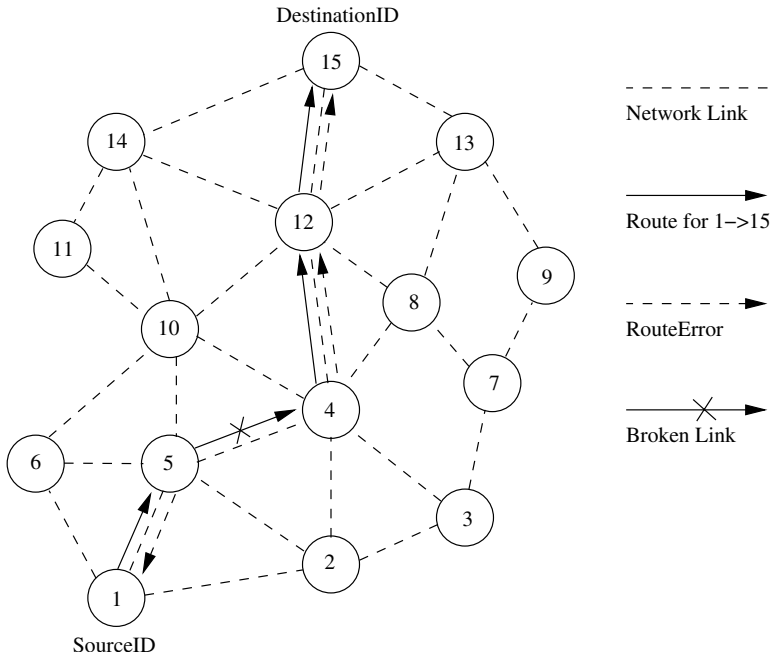 DestinationID
15
Network Link
14
13
12
Route for 1−>15
11
9
8
10
RouteError
7
4
Broken Link
6
5
3
2
1
SourceID